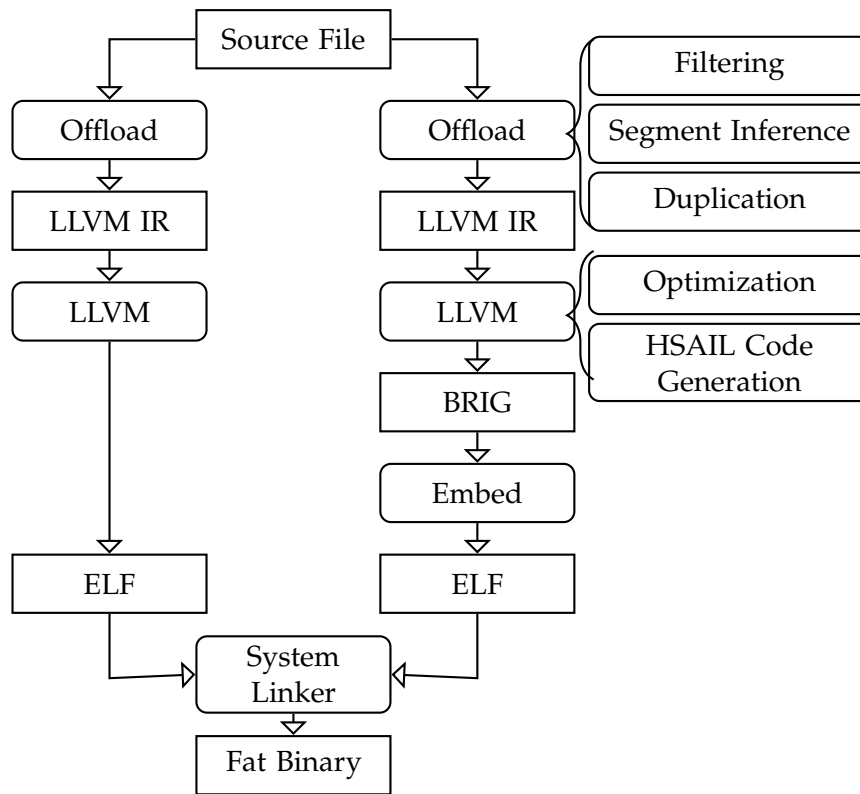 Source File
Filtering
Offload
Offload
Segment Inference
Duplication
LLVM IR
LLVM IR
Optimization
LLVM
LLVM
HSAIL Code
Generation
BRIG
Embed
ELF
ELF
System
Linker
Fat Binary